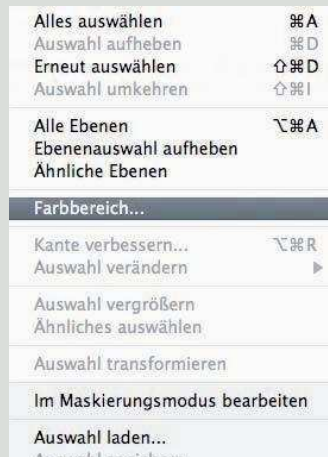 Alles auswählen ⌘A
Auswahl aufheben ⌘D
Erneut auswählen ⇧⌘D
Auswahl umkehren ⇧⌘I
Alle Ebenen ⌥⌘A
Ebenenauswahl aufheben
Ähnliche Ebenen
Farbbereich...
Kante verbessern... ⌥⌘R
Auswahl verändern
Auswahl vergrößern
Ähnliches auswählen
Auswahl transformieren
Im Maskierungsmodus bearbeiten
Auswahl laden...